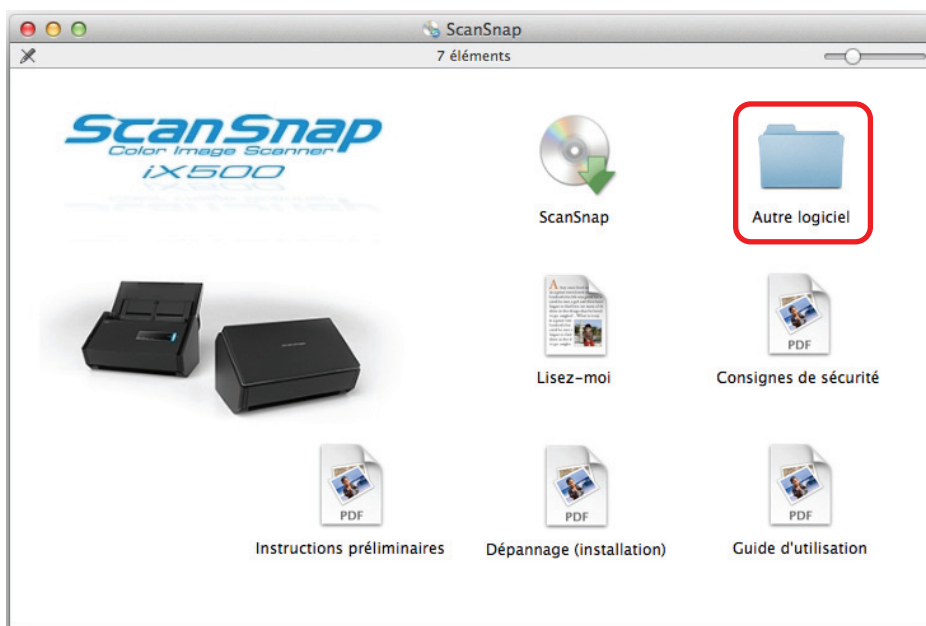 ScanSnap
7 éléments
ScanSnap
Color Image Scanner
iX500
ScanSnap
Autre logiciel
Lisez-moi
PDF
Consignes de sécurité
PDF
Instructions préliminaires
PDF
Dépannage (installation)
PDF
Guide d'utilisation